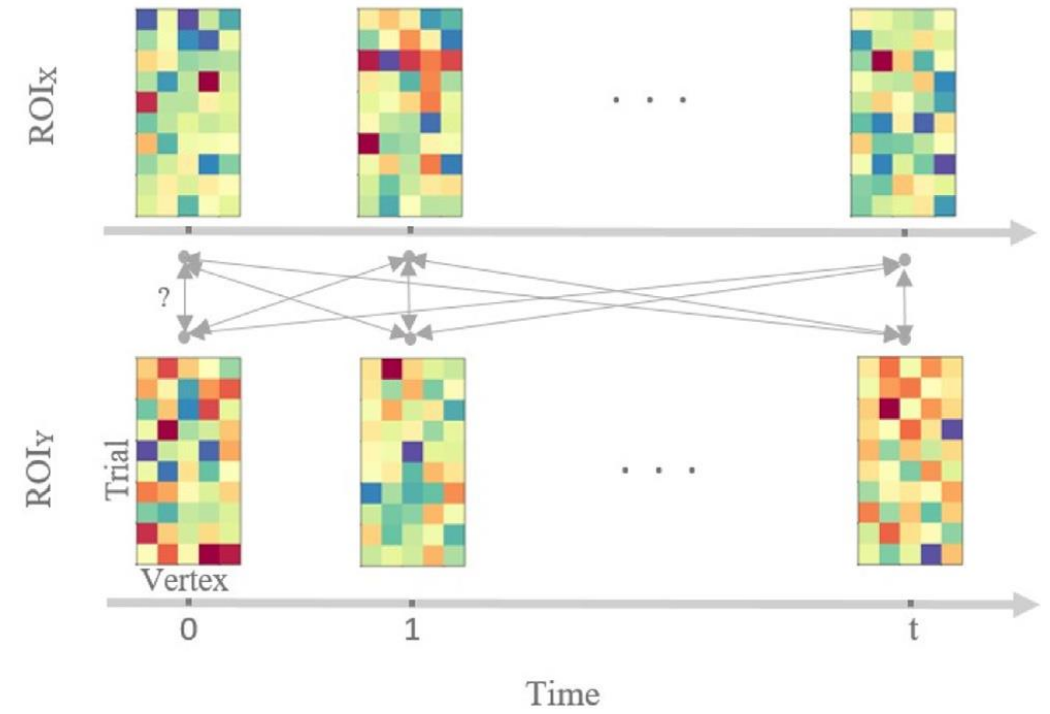 ROIX
. . .
?
ROIY
Trial
. . .
Vertex
0 1 t
Time